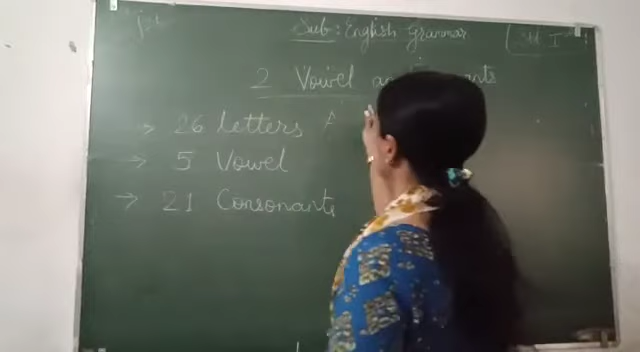 Sub: English Grammar
2 Vowel
→ 26 letters A
→ 5 Vowel
→ 21 Consonants